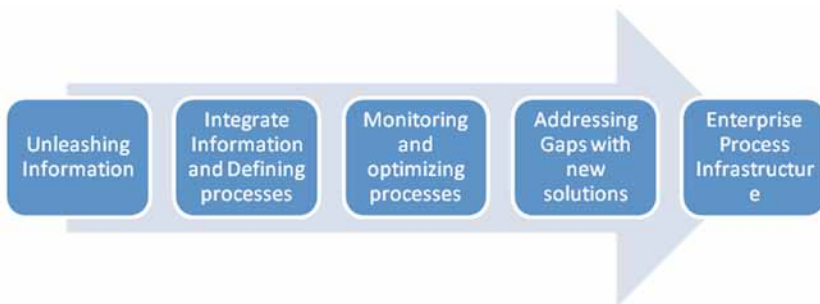 Unleashing
Information
Integrate
Information
and Defining
processes
Monitoring
and
optimizing
processes
Addressing
Gaps with
new
solutions
Enterprise
Process
Infrastructur
e